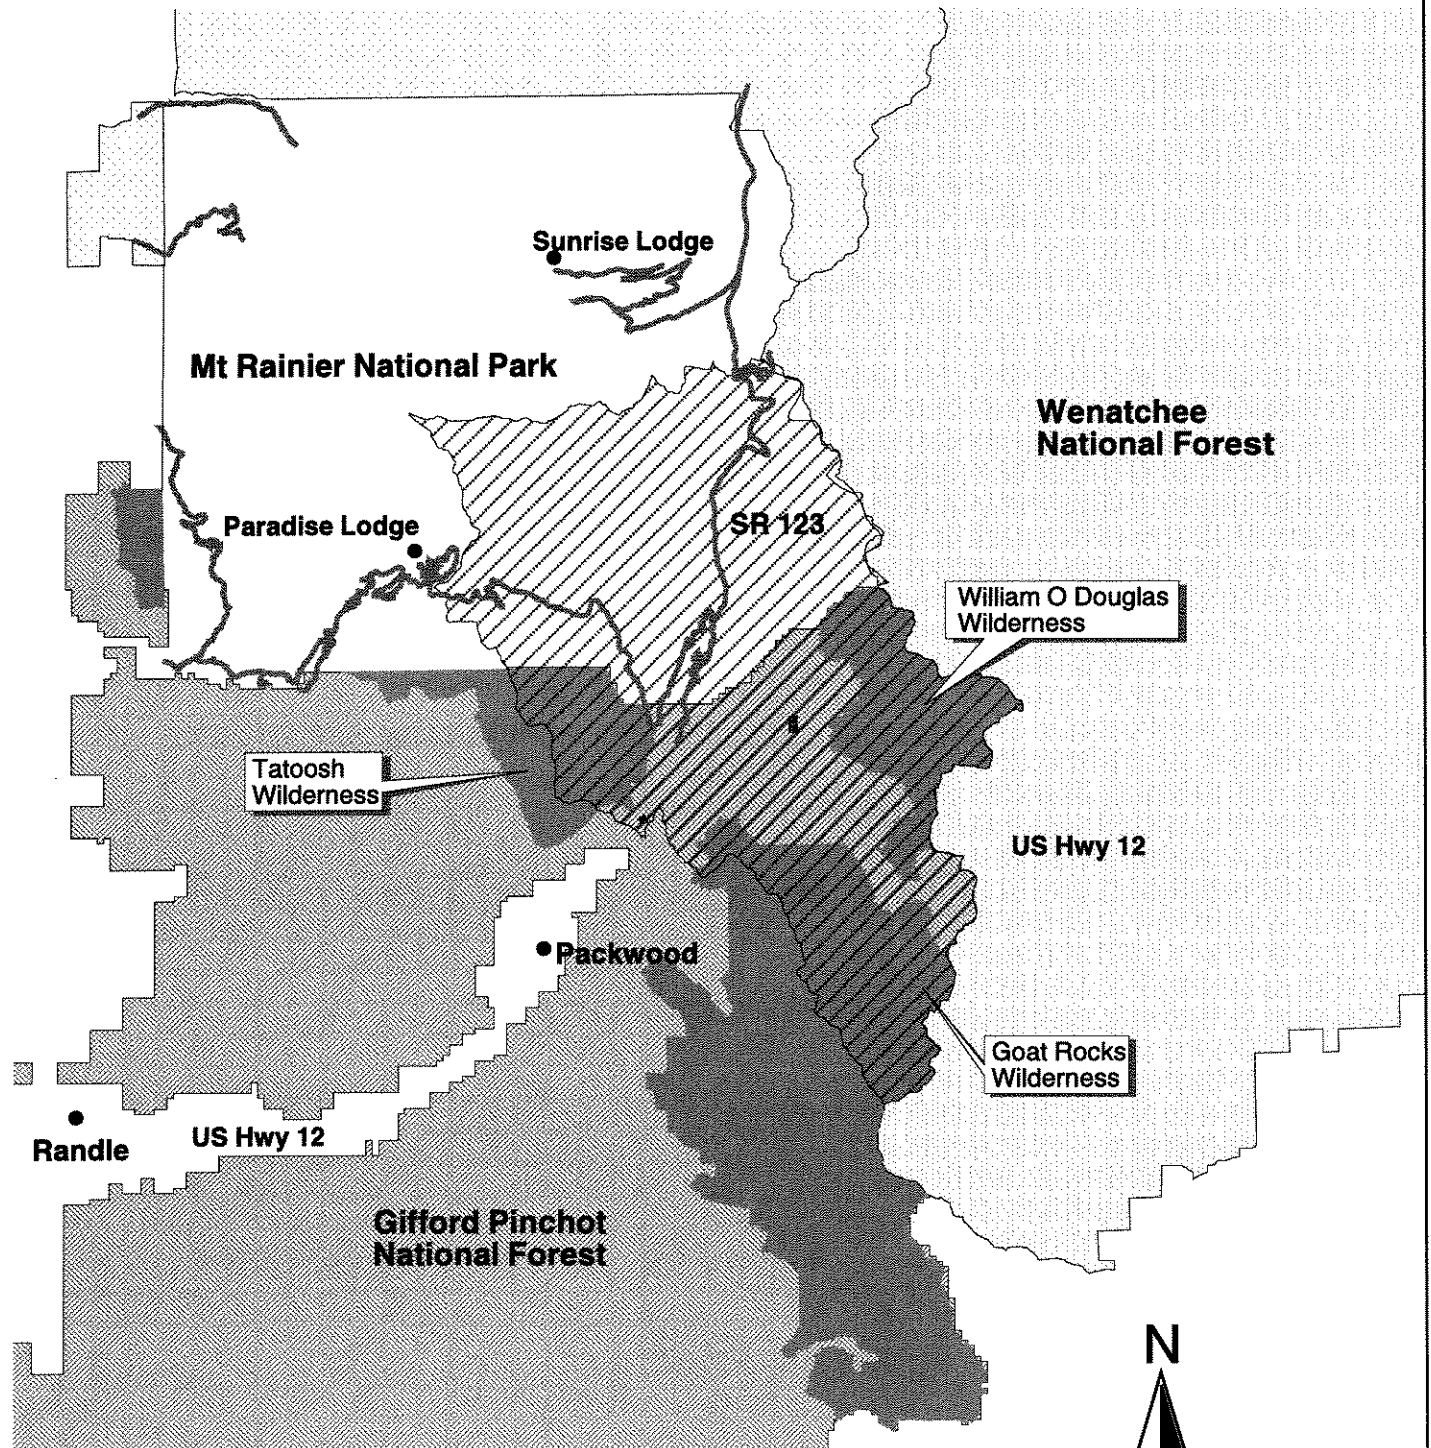 Sunrise Lodge
Mt Rainier National Park
Wenatchee
National Forest
Paradise Lodge
SR 123
William O Douglas
Wilderness
Tatoosh
Wilderness
US Hwy 12
Packwood
Goat Rocks
Wilderness
Randle
US Hwy 12
Gifford Pinchot
National Forest
N